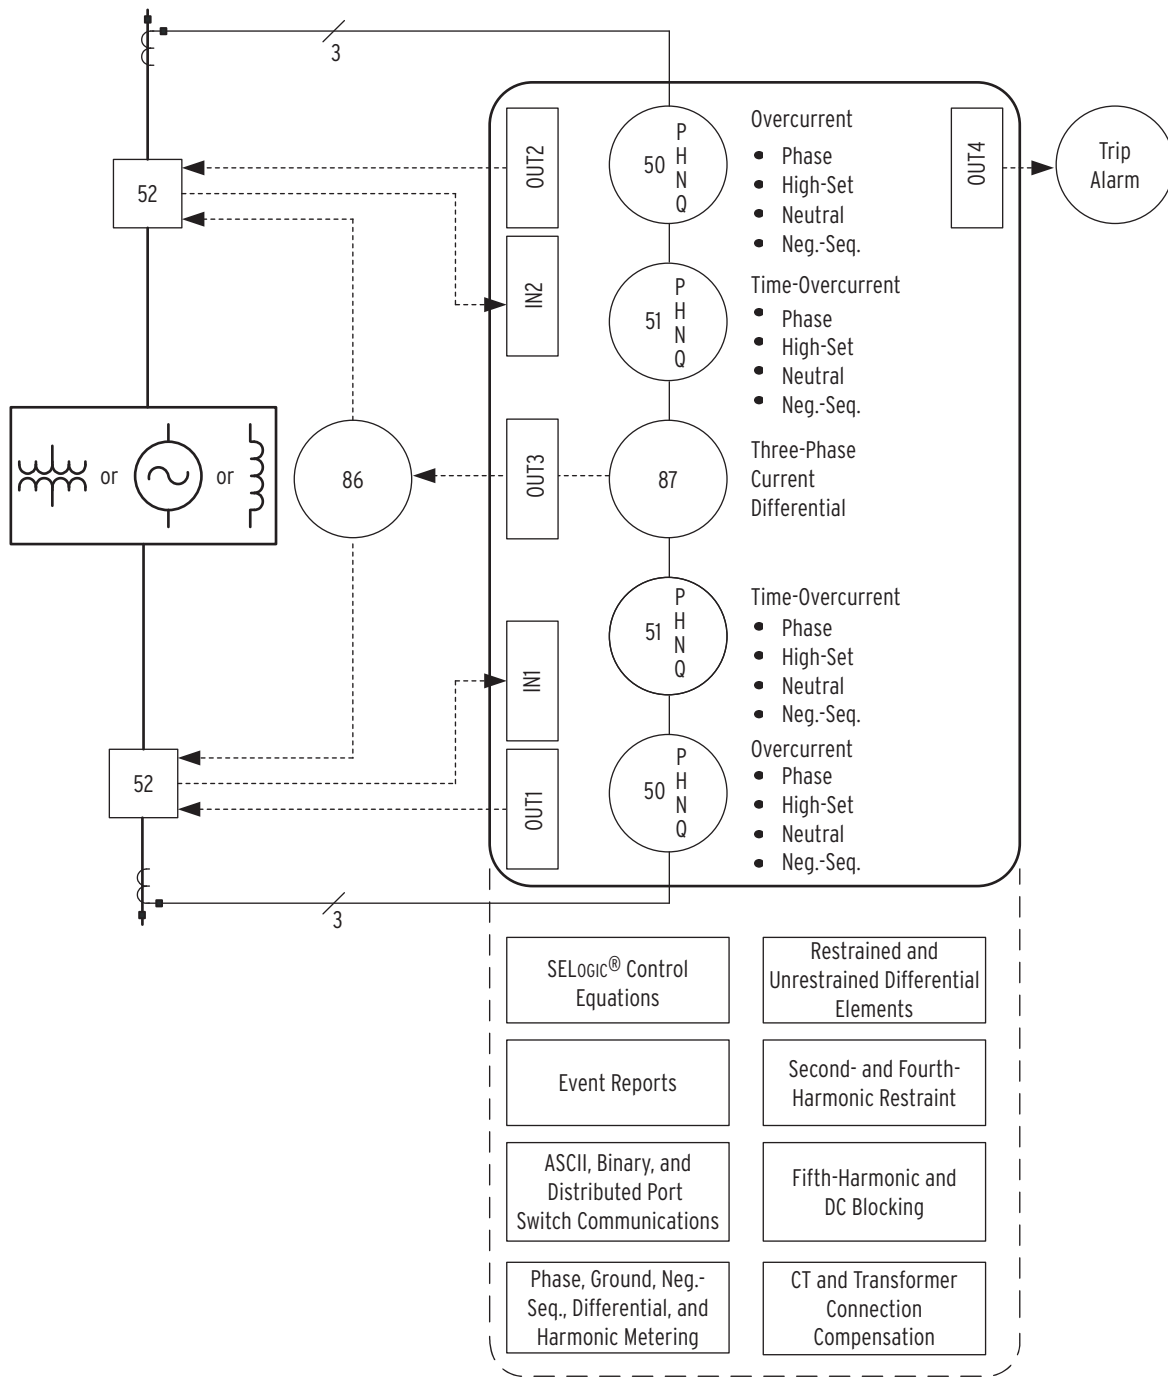 3
52
or
or
86
52
3
OUT2
IN2
OUT3
IN1
OUT1
50
P
H
N
Q
51
P
H
N
Q
87
51
P
H
N
Q
50
P
H
N
Q
Overcurrent
• Phase
• High-Set
• Neutral
• Neg.-Seq.
Time-Overcurrent
• Phase
• High-Set
• Neutral
• Neg.-Seq.
Three-Phase
Current
Differential
Time-Overcurrent
• Phase
• High-Set
• Neutral
• Neg.-Seq.
Overcurrent
• Phase
• High-Set
• Neutral
• Neg.-Seq.
OUT4
Trip
Alarm
SELOGIC® Control
Equations
Restrained and
Unrestrained Differential
Elements
Event Reports
Second- and Fourth-
Harmonic Restraint
ASCII, Binary, and
Distributed Port
Switch Communications
Fifth-Harmonic and
DC Blocking
Phase, Ground, Neg.-
Seq., Differential, and
Harmonic Metering
CT and Transformer
Connection
Compensation